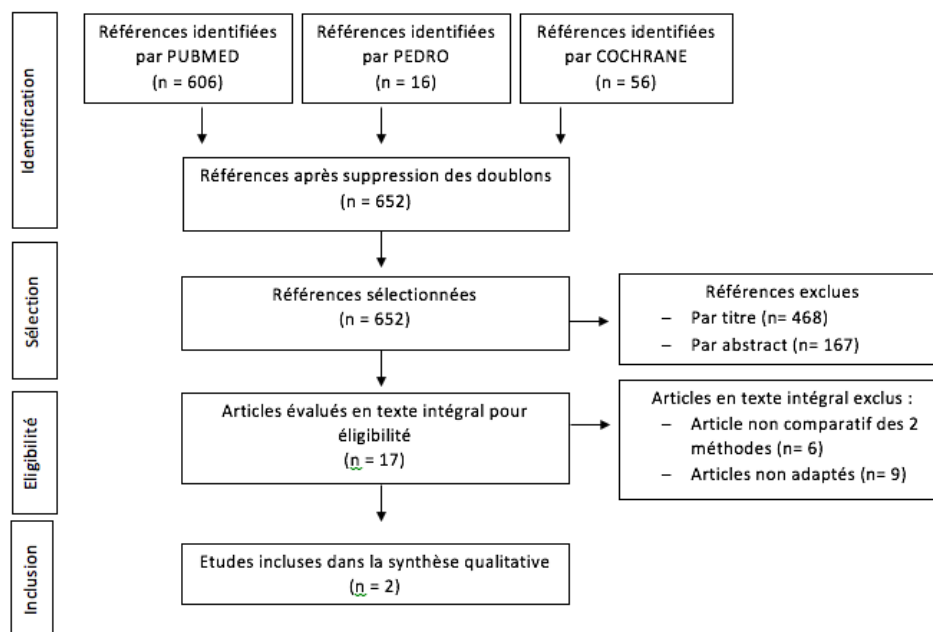 Identification
Références identifiées
par PUBMED
(n = 606)
Références identifiées
par PEDRO
(n = 16)
Références identifiées
par COCHRANE
(n = 56)
Références après suppression des doublons
(n = 652)
Sélection
Références sélectionnées
(n = 652)
Références exclues
– Par titre (n= 468)
– Par abstract (n= 167)
Eligibilité
Articles évalués en texte intégral pour
éligibilité
(n = 17)
Articles en texte intégral exclus :
– Article non comparatif des 2
méthodes (n= 6)
– Articles non adaptés (n= 9)
Inclusion
Etudes incluses dans la synthèse qualitative
(n = 2)